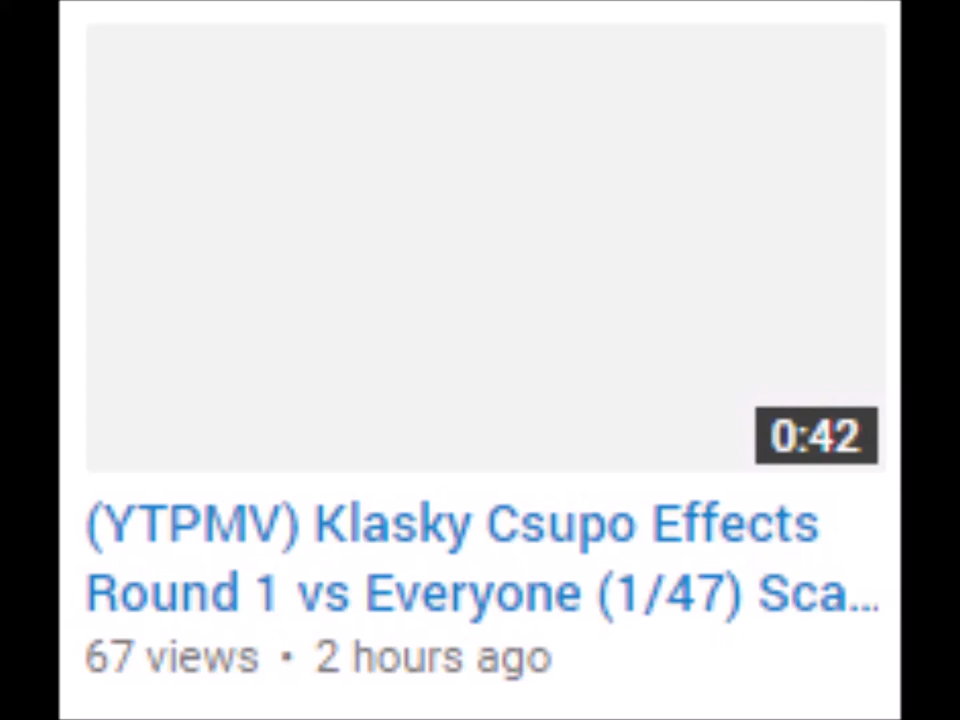 0:42
(YTPMV) Klasky Csupo Effects
Round 1 vs Everyone (1/47) Sca...
67 views • 2 hours ago